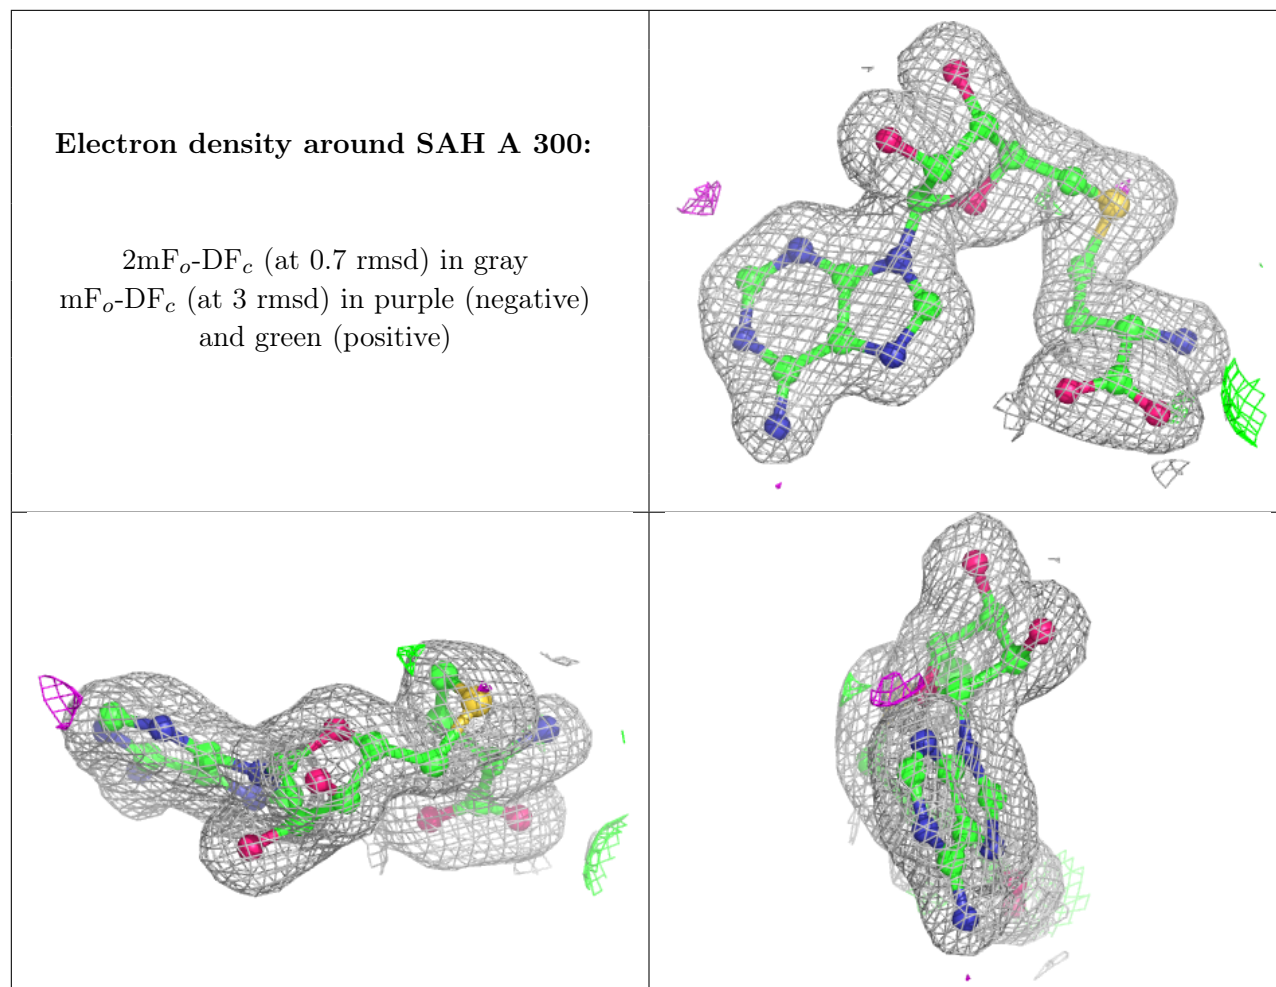 Electron density around SAH A 300:
2mFo-DFc (at 0.7 rmsd) in gray
mFo-DFc (at 3 rmsd) in purple (negative)
and green (positive)